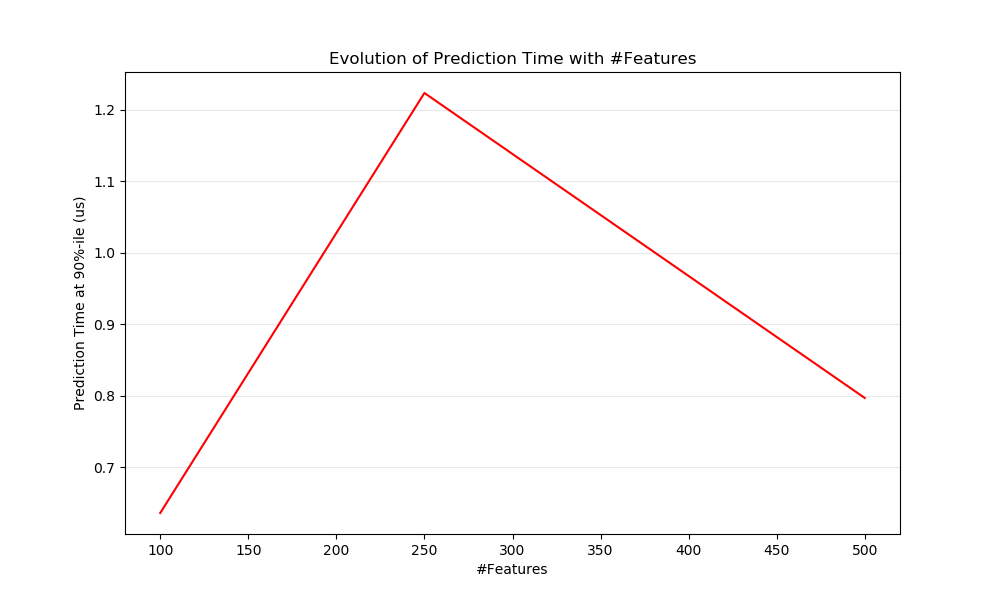 Evolution of Prediction Time with #Features
Prediction Time at 90%-ile (us)
1.2
1.1
1.0
0.9
0.8
0.7
100 150 200 250 300 350 400 450 500
#Features